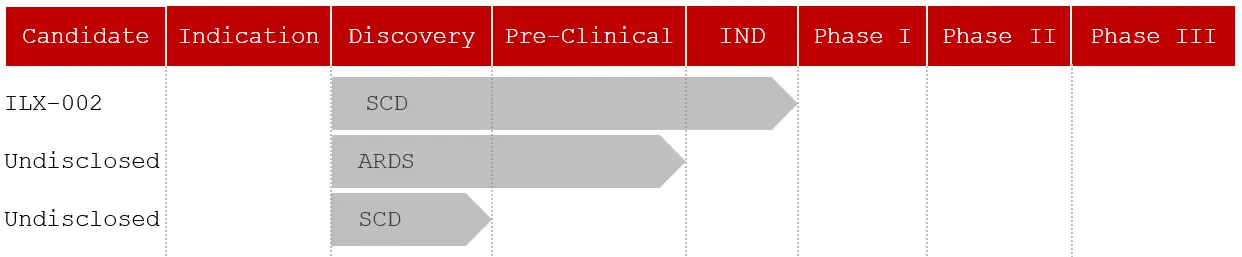 Candidate Indication Discovery Pre-Clinical IND Phase I Phase II Phase III
ILX-002 SCD
Undisclosed ARDS
Undisclosed SCD